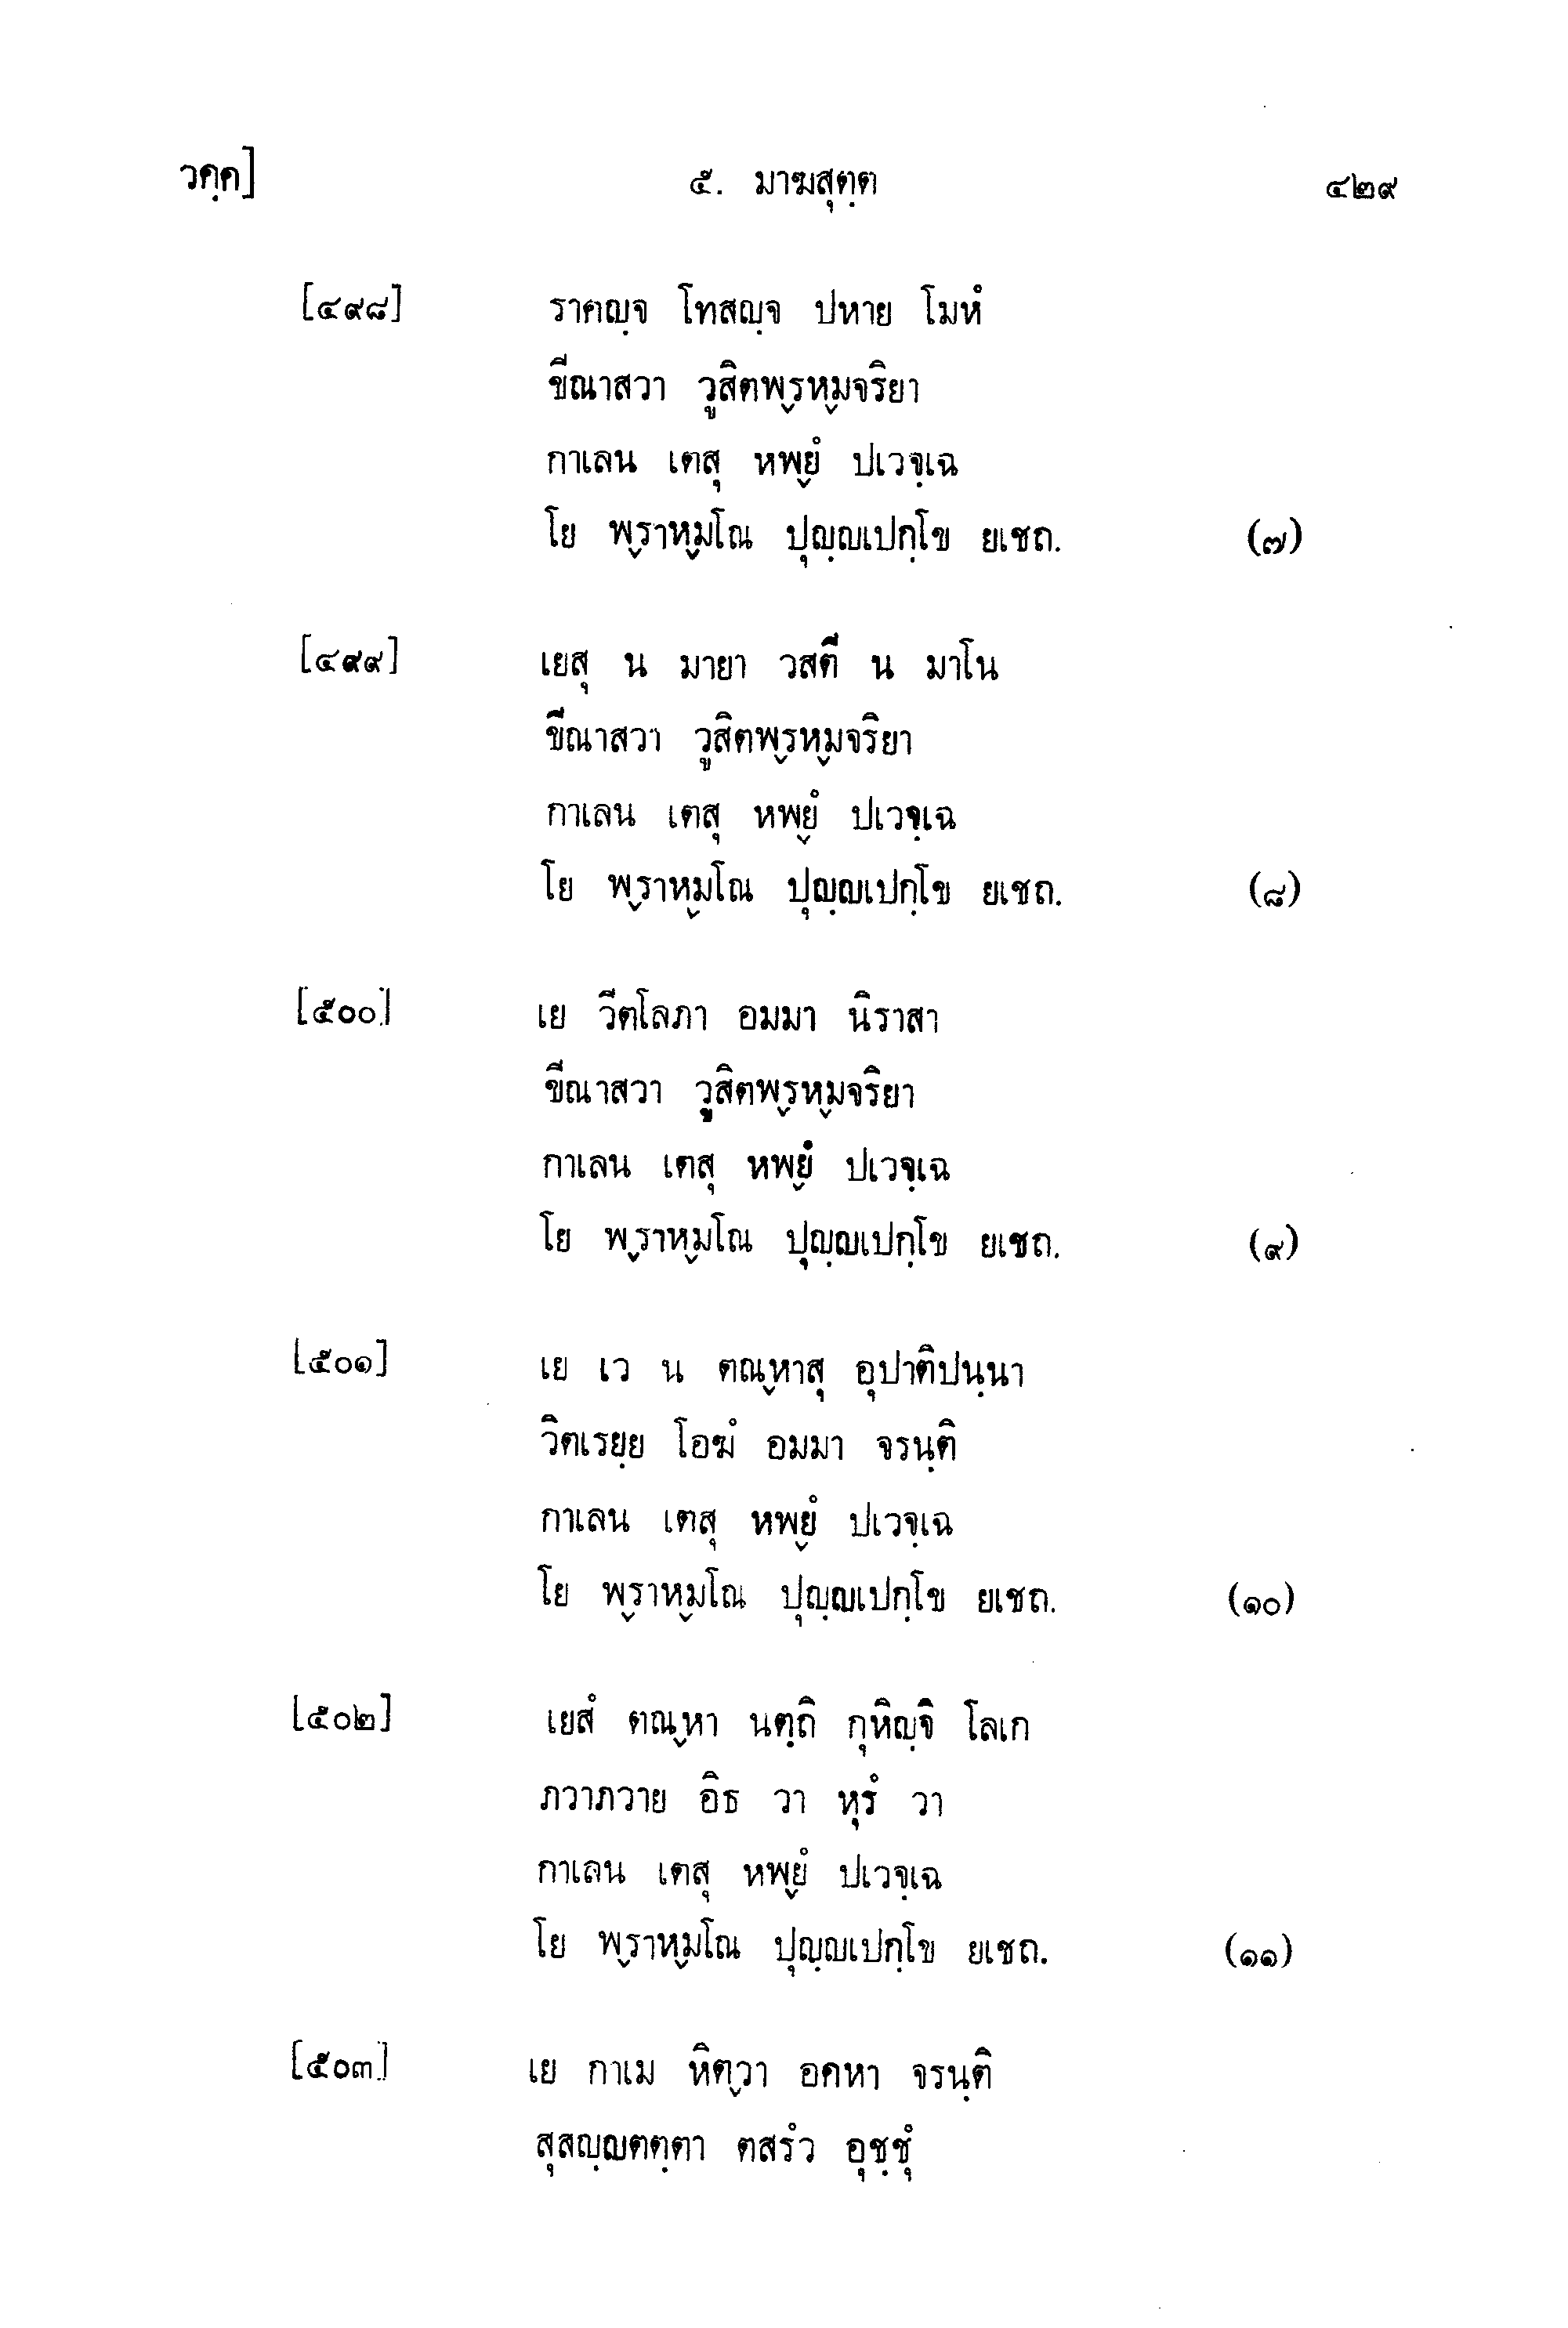 วคฺค] ๕. มาฆสุตฺต ๔๒๙
[๔๙๘] ราคญฺจ โทสญฺจ ปหาย โมหํ
ขีณาสวา วูสิตพ๎รห๎มจริยา
กาเลน เตสุ หพ๎ยํ ปเวจฺเฉ
โย พ๎ราห๎มโณ ปุญฺญเปกฺโข ยเชถ. (๗)
[๔๙๙] เยสุ น มายา วสตี น มาโน
ขีณาสวา วูสิตพ๎รห๎มจริยา
กาเลน เตสุ หพ๎ยํ ปเวจฺเฉ
โย พ๎ราห๎มโณ ปุญฺญเปกฺโข ยเชถ. (๘)
[๕๐๐] เย วีตโลภา อมมา นิราสา
ขีณาสวา วูสิตพ๎รห๎มจริยา
กาเลน เตสุ หพ๎ยํ ปเวจฺเฉ
โย พ๎ราห๎มโณ ปุญฺญเปกฺโข ยเชถ. (๙)
[๕๐๑] เย เว น ตณ๎หาสุ อุปาติปนฺนา
วิตเรยฺย โอฆํ อมมา จรนฺติ
กาเลน เตสุ หพ๎ยํ ปเวจฺเฉ
โย พ๎ราห๎มโณ ปุญฺญเปกฺโข ยเชถ. (๑๐)
[๕๐๒] เยสํ ตณ๎หา นตฺถิ กุหิญฺจิ โลเก
ภวาภวาย อิธ วา หุรํ วา
กาเลน เตสุ หพ๎ยํ ปเวจฺเฉ
โย พ๎ราห๎มโณ ปุญฺญเปกฺโข ยเชถ. (๑๑)
[๕๐๓] เย กาเม หิต๎วา อคหา จรนฺติ
สุสญฺญตตฺตา ตสรํว อุชฺชุํ